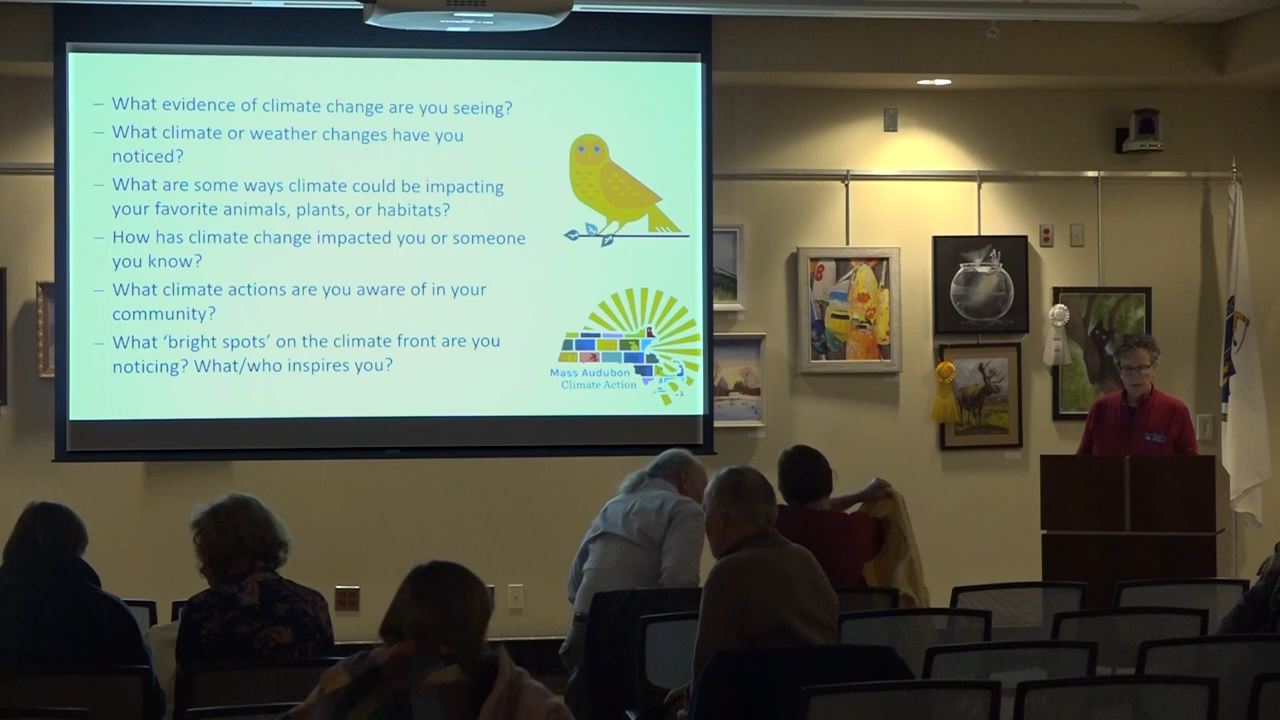 – What evidence of climate change are you seeing?
– What climate or weather changes have you
noticed?
– What are some ways climate could be impacting
your favorite animals, plants, or habitats?
– How has climate change impacted you or someone
you know?
– What climate actions are you aware of in your
community?
– What ‘bright spots’ on the climate front are you
noticing? What/who inspires you?
Mass Audubon
Climate Action
8